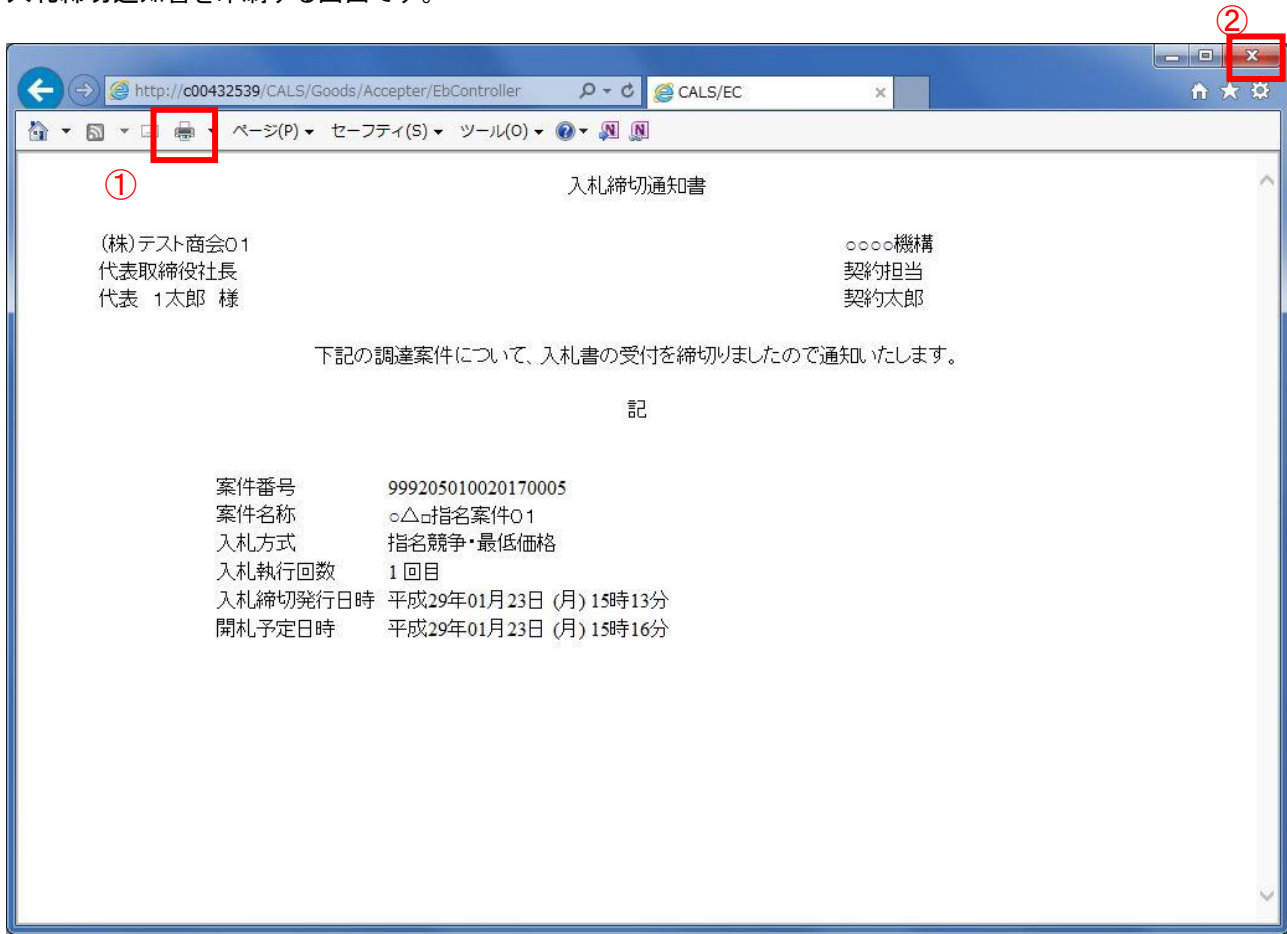 ②
http://c00432539/CALS/Goods/Accepter/EbController CALS/EC
ページ(P) セーフティ(S) ツール(O)
①
入札締切通知書
(株)テスト商会01 ○○○○機構
代表取締役社長 契約担当
代表 1太郎 様 契約太郎
下記の調達案件について、入札書の受付を締切りましたので通知いたします。
記
案件番号 999205010020170005
案件名称 ○△□指名案件01
入札方式 指名競争・最低価格
入札執行回数 1 回目
入札締切発行日時 平成29年01月23日 (月) 15時13分
開札予定日時 平成29年01月23日 (月) 15時16分